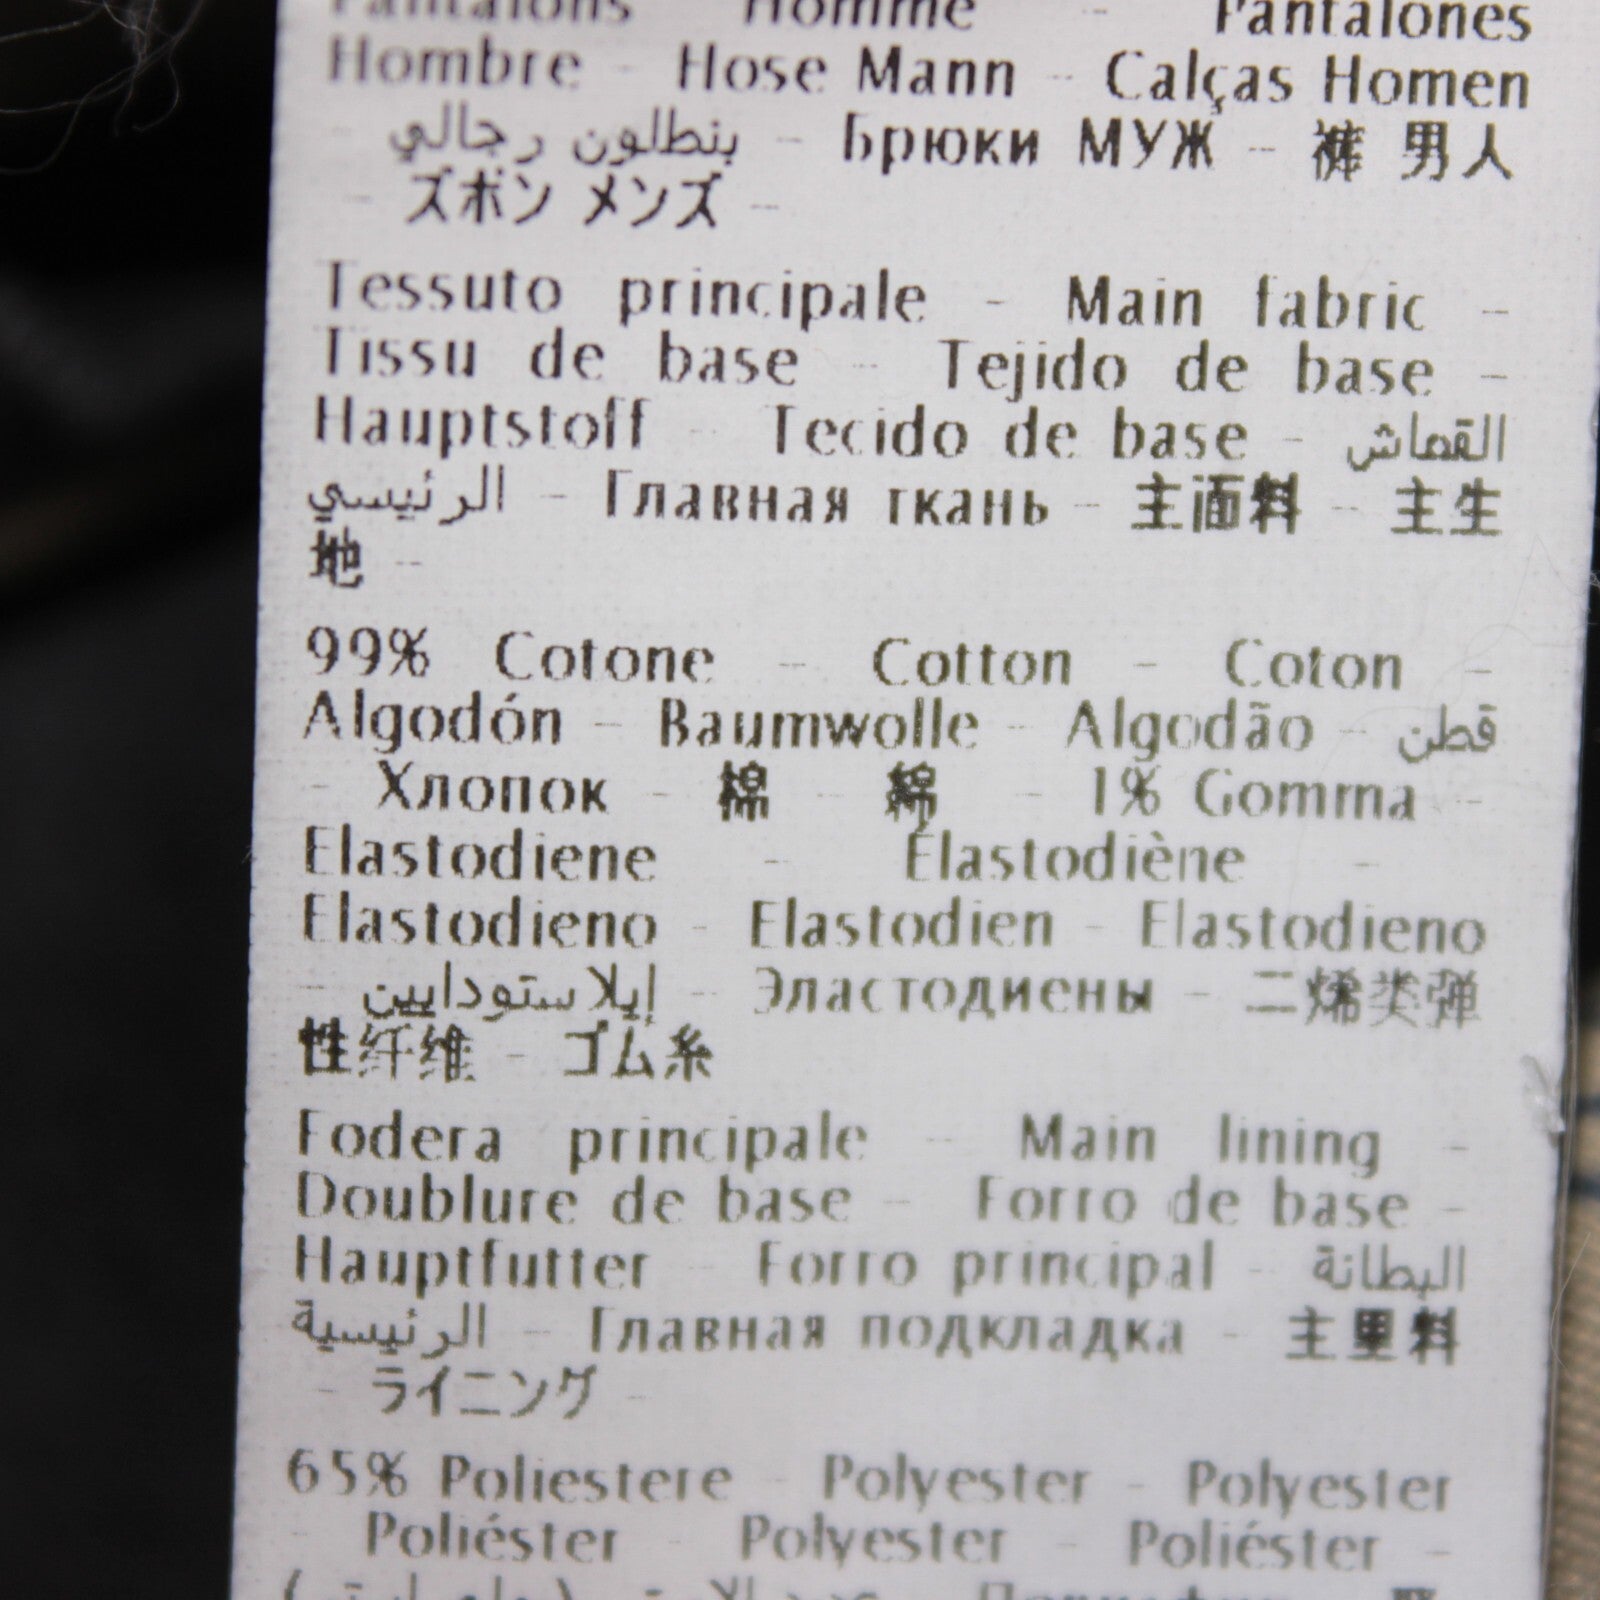 Pantalons Homme - Pantalones
Hombre - Hose Mann - Calças Homen
- بنطلون رجالي - Брюки МУЖ - 裤 男人
- ズボン メンズ -
Tessuto principale - Main fabric -
Tissu de base - Tejido de base -
Hauptstoff - Tecido de base - القماش
الرئيسي - Главная ткань - 主面料 - 主生
地 -
99% Cotone - Cotton - Coton -
Algodón - Baumwolle - Algodão - قطن
- Хлопок - 棉 - 綿 - 1% Gomma -
Elastodiene - Élastodiène -
Elastodieno - Elastodien - Elastodieno
- إيلاستودايين - Эластодиены - 二烯类弹
性纤维 - ゴム糸
Fodera principale - Main lining -
Doublure de base - Forro de base -
Hauptfutter - Forro principal - البطانة
الرئيسية - Главная подкладка - 主里料
- ライニング -
65% Poliestere - Polyester - Polyester
- Poliéster - Polyester - Poliéster -